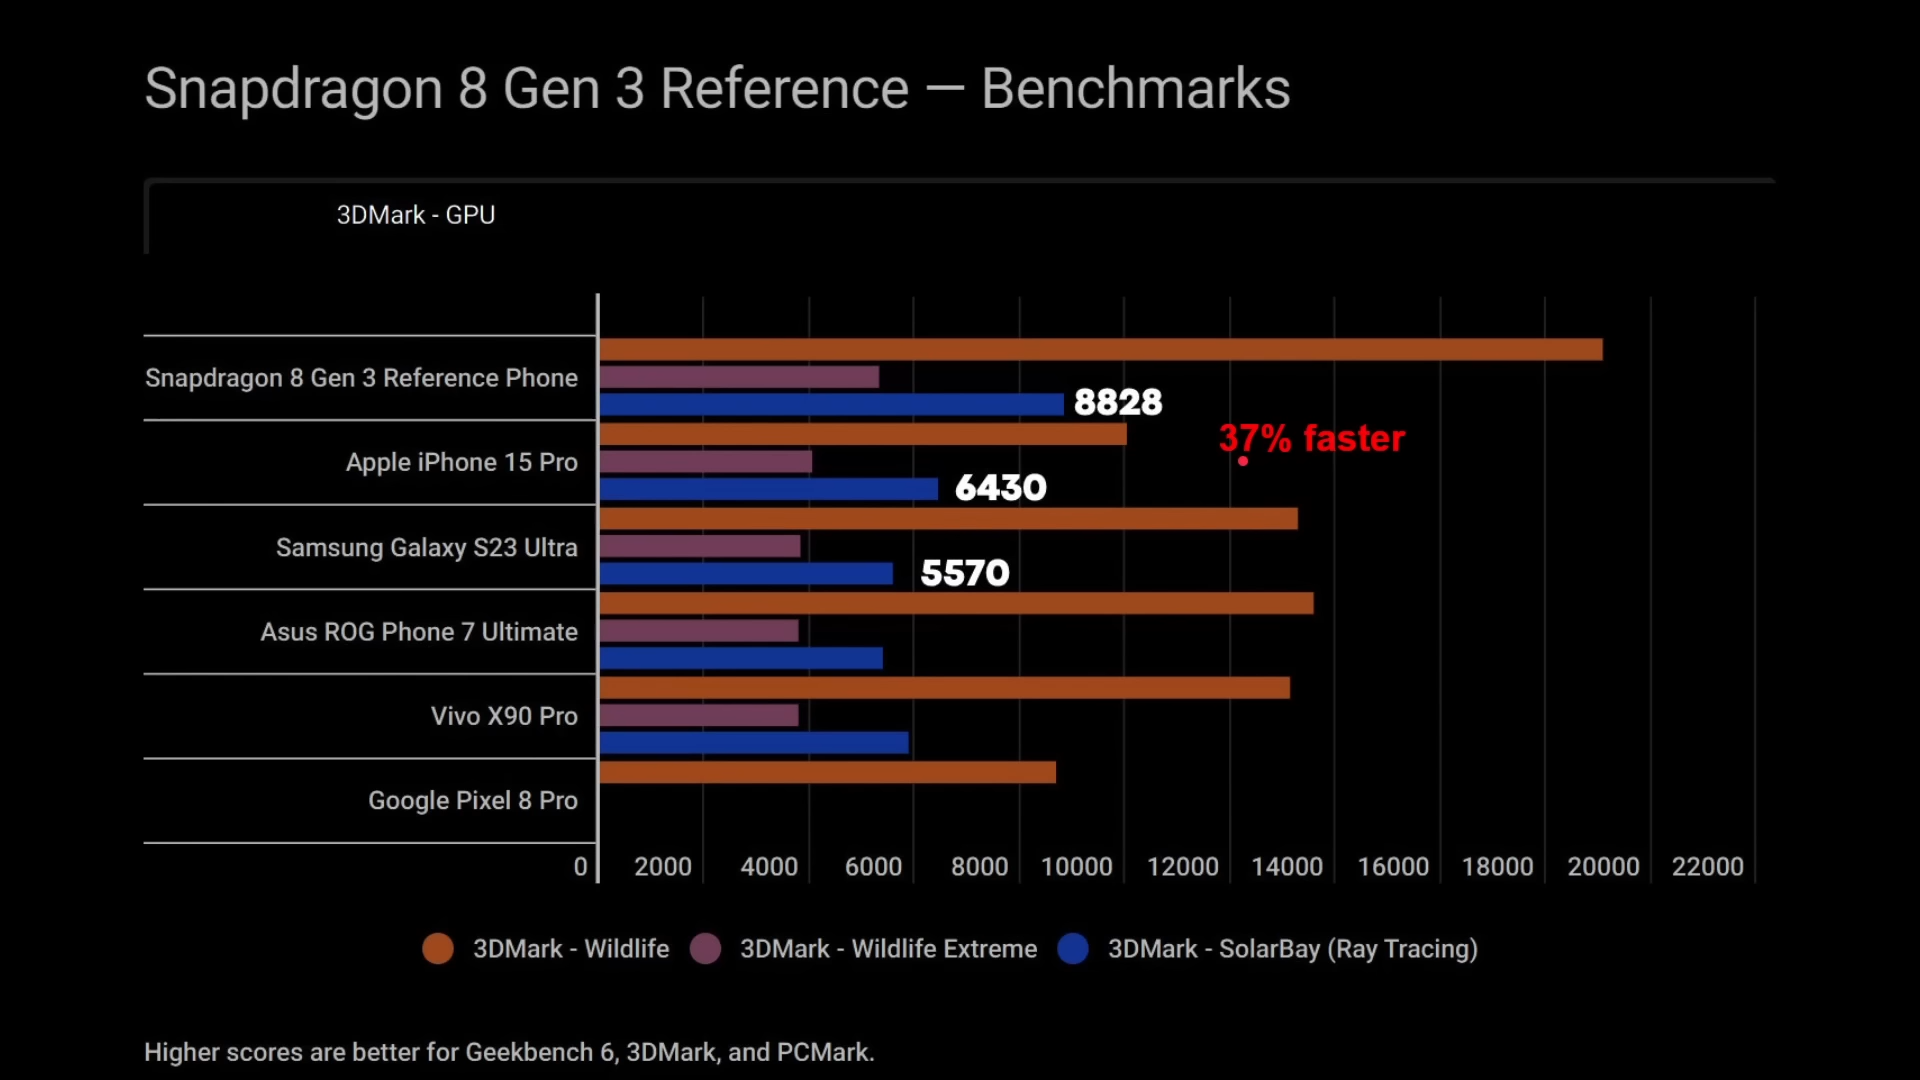 Snapdragon 8 Gen 3 Reference — Benchmarks
3DMark - GPU
Snapdragon 8 Gen 3 Reference Phone
8828
37% faster
Apple iPhone 15 Pro
6430
Samsung Galaxy S23 Ultra
5570
Asus ROG Phone 7 Ultimate
Vivo X90 Pro
Google Pixel 8 Pro
0 2000 4000 6000 8000 10000 12000 14000 16000 18000 20000 22000
3DMark - Wildlife 3DMark - Wildlife Extreme 3DMark - SolarBay (Ray Tracing)
Higher scores are better for Geekbench 6, 3DMark, and PCMark.